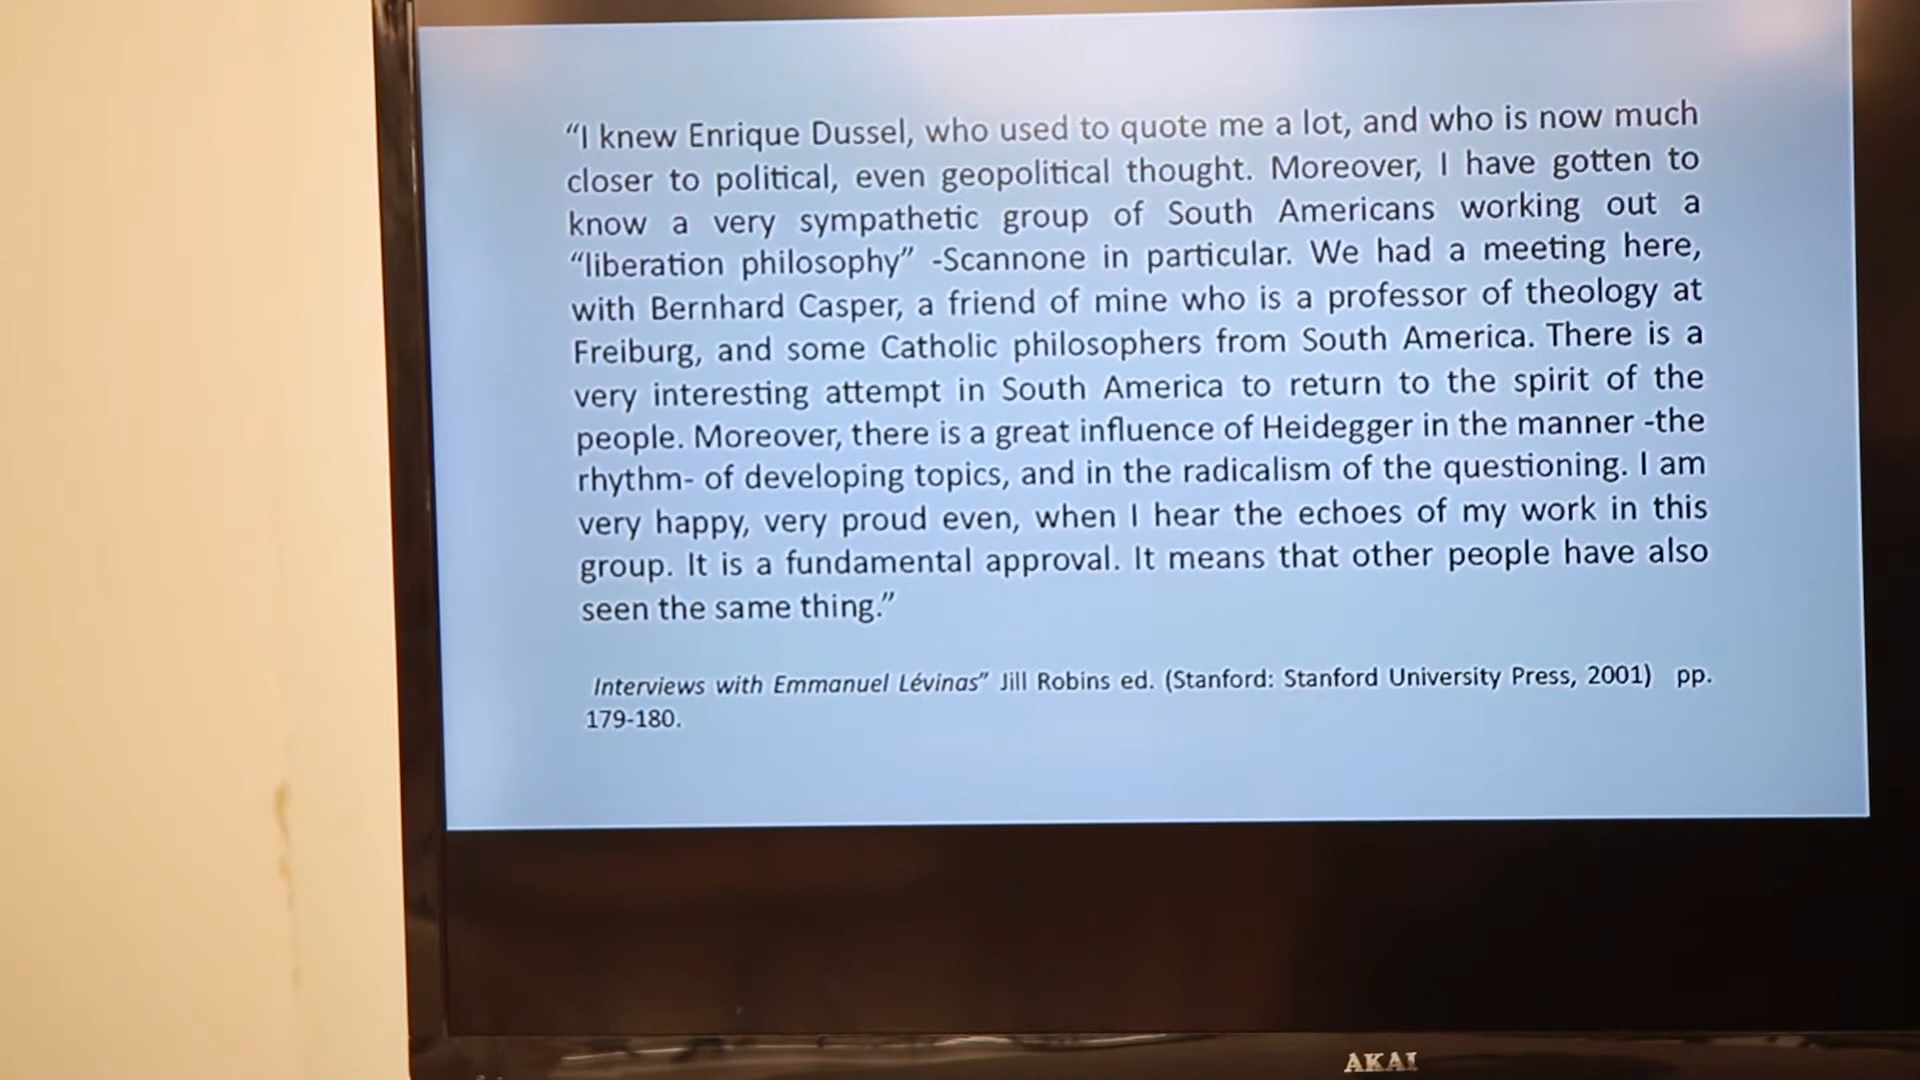 “I knew Enrique Dussel, who used to quote me a lot, and who is now much
closer to political, even geopolitical thought. Moreover, I have gotten to
know a very sympathetic group of South Americans working out a
“liberation philosophy” -Scannone in particular. We had a meeting here,
with Bernhard Casper, a friend of mine who is a professor of theology at
Freiburg, and some Catholic philosophers from South America. There is a
very interesting attempt in South America to return to the spirit of the
people. Moreover, there is a great influence of Heidegger in the manner -the
rhythm- of developing topics, and in the radicalism of the questioning. I am
very happy, very proud even, when I hear the echoes of my work in this
group. It is a fundamental approval. It means that other people have also
seen the same thing.”
Interviews with Emmanuel Lévinas” Jill Robins ed. (Stanford: Stanford University Press, 2001) pp.
179-180.
AKAI